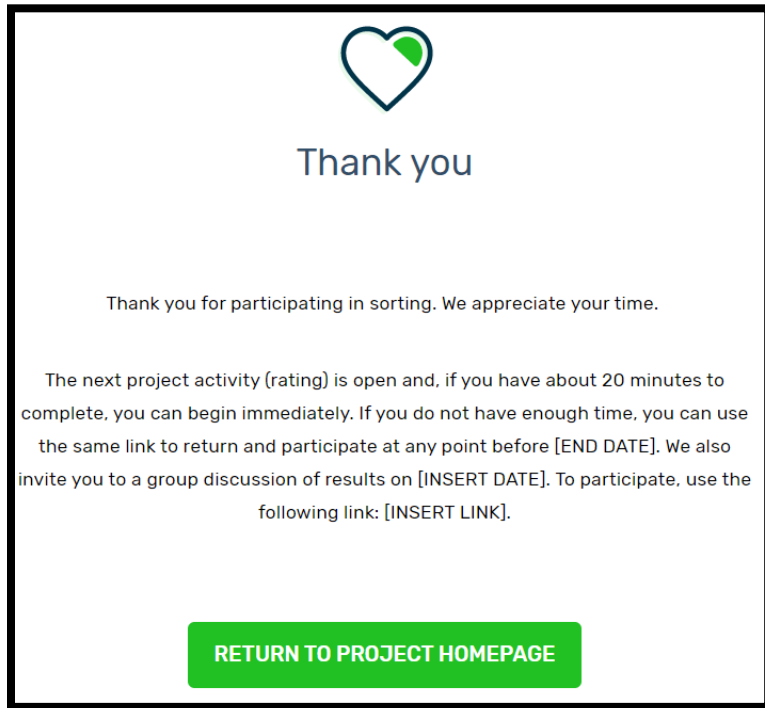 Thank you
Thank you for participating in sorting. We appreciate your time.
The next project activity (rating) is open and, if you have about 20 minutes to
complete, you can begin immediately. If you do not have enough time, you can use
the same link to return and participate at any point before [END DATE]. We also
invite you to a group discussion of results on [INSERT DATE]. To participate, use the
following link: [INSERT LINK].
RETURN TO PROJECT HOMEPAGE